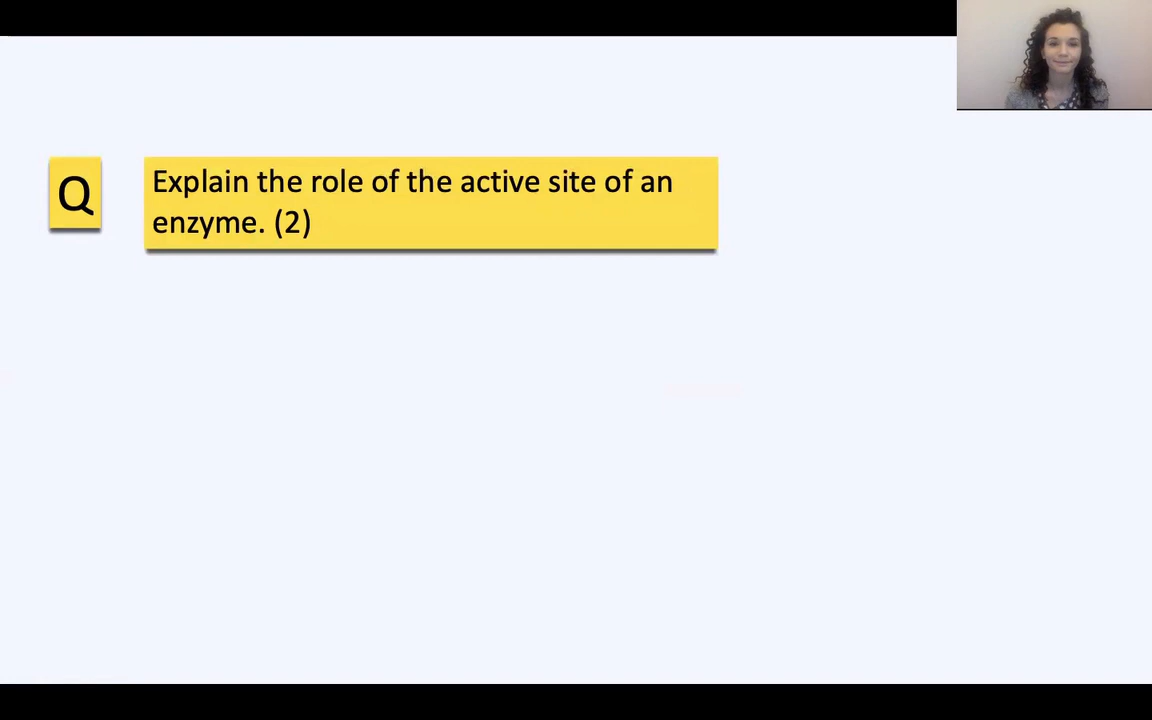 Q
Explain the role of the active site of an
enzyme. (2)